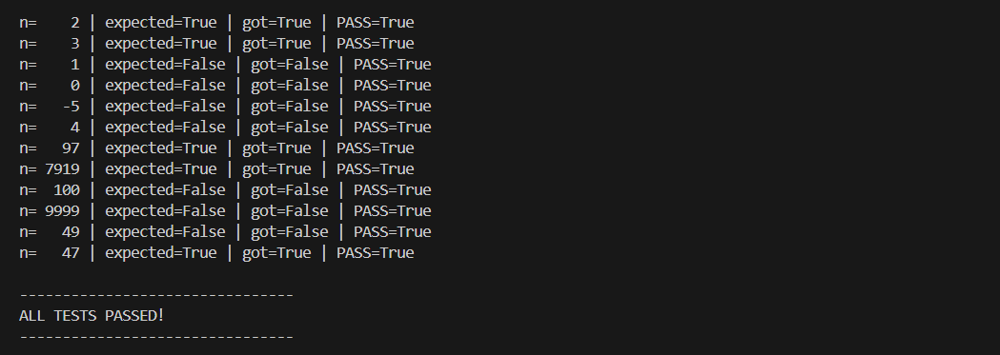 n=    2 | expected=True | got=True | PASS=True
n=    3 | expected=True | got=True | PASS=True
n=    1 | expected=False | got=False | PASS=True
n=    0 | expected=False | got=False | PASS=True
n=   -5 | expected=False | got=False | PASS=True
n=    4 | expected=False | got=False | PASS=True
n=   97 | expected=True | got=True | PASS=True
n= 7919 | expected=True | got=True | PASS=True
n=  100 | expected=False | got=False | PASS=True
n= 9999 | expected=False | got=False | PASS=True
n=   49 | expected=False | got=False | PASS=True
n=   47 | expected=True | got=True | PASS=True
--------------------------------
ALL TESTS PASSED!
--------------------------------